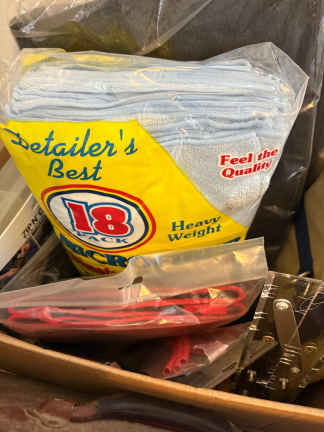 Detailer's
Best
Feel the
Quality
18
PACK
Heavy
Weight